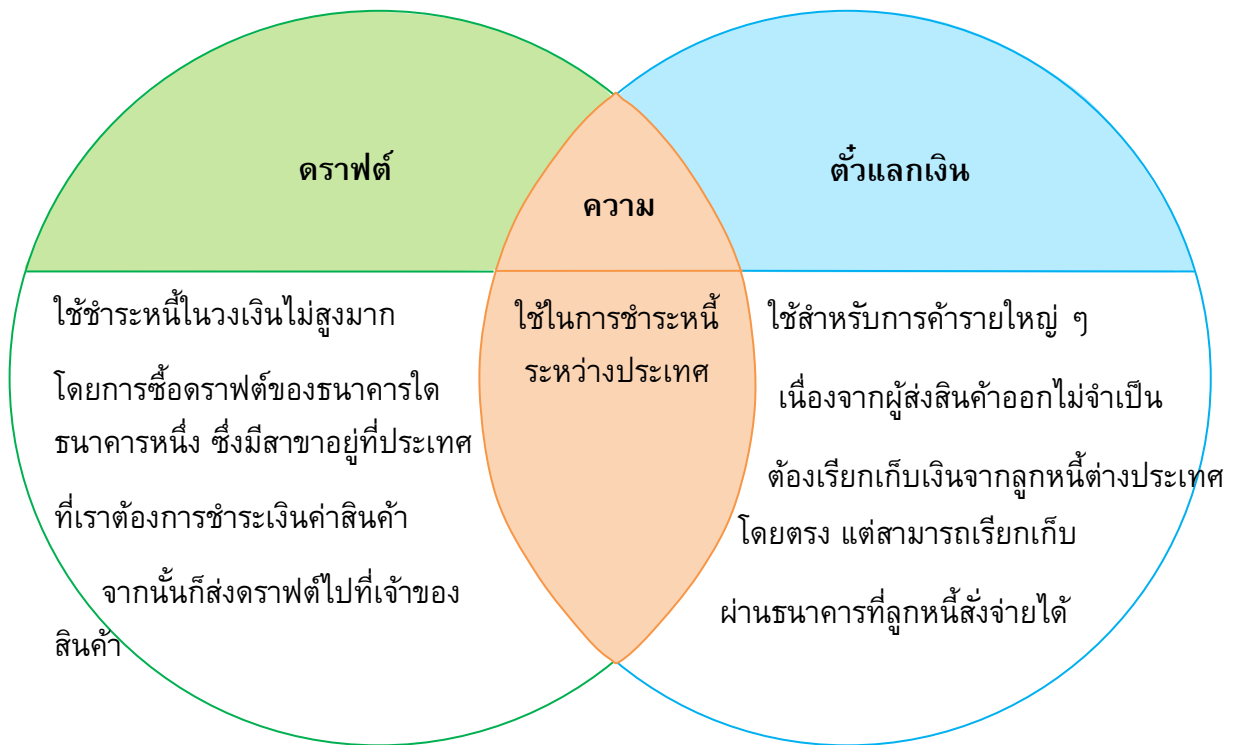 ดราฟต์
ความ
ตั๋วแลกเงิน
ใช้ชำระหนี้ในวงเงินไม่สูงมาก
โดยการซื้อดราฟต์ของธนาคารใด
ธนาคารหนึ่ง ซึ่งมีสาขาอยู่ที่ประเทศ
ที่เราต้องการชำระเงินค่าสินค้า
จากนั้นก็ส่งดราฟต์ไปที่เจ้าของ
สินค้า
ใช้ในการชำระหนี้
ระหว่างประเทศ
ใช้สำหรับการค้ารายใหญ่ ๆ
เนื่องจากผู้ส่งสินค้าออกไม่จำเป็น
ต้องเรียกเก็บเงินจากลูกหนี้ต่างประเทศ
โดยตรง แต่สามารถเรียกเก็บ
ผ่านธนาคารที่ลูกหนี้สั่งจ่ายได้